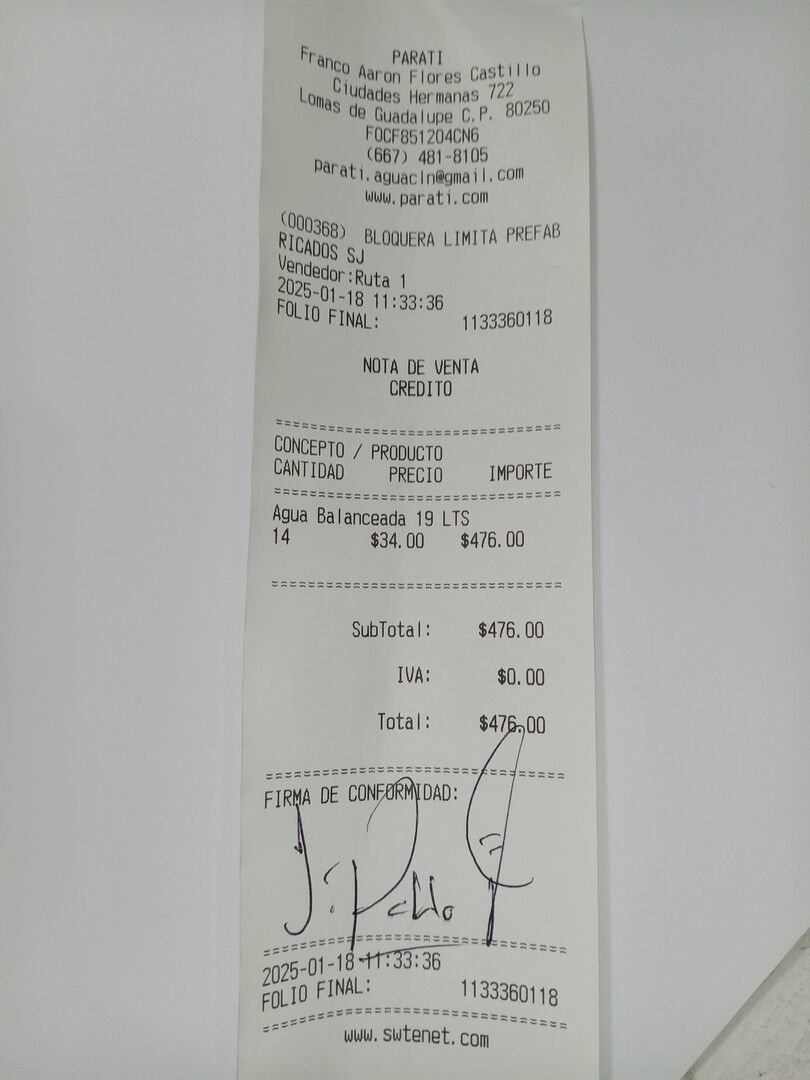 PARATI
Franco Aaron Flores Castillo
Ciudades Hermanas 722
Lomas de Guadalupe C.P. 80250
FOCF851204CN6
(667) 481-8105
parati.aguacln@gmail.com
www.parati.com
(000368) BLOQUERA LIMITA PREFAB
RICADOS SJ
Vendedor:Ruta 1
2025-01-18 11:33:36
FOLIO FINAL: 1133360118
NOTA DE VENTA
CREDITO
==============================
CONCEPTO / PRODUCTO
CANTIDAD PRECIO IMPORTE
==============================
Agua Balanceada 19 LTS
14 $34.00 $476.00
==============================
SubTotal: $476.00
IVA: $0.00
Total: $476.00
==============================
FIRMA DE CONFORMIDAD:
==============================
2025-01-18 11:33:36
FOLIO FINAL: 1133360118
==============================
www.swtenet.com